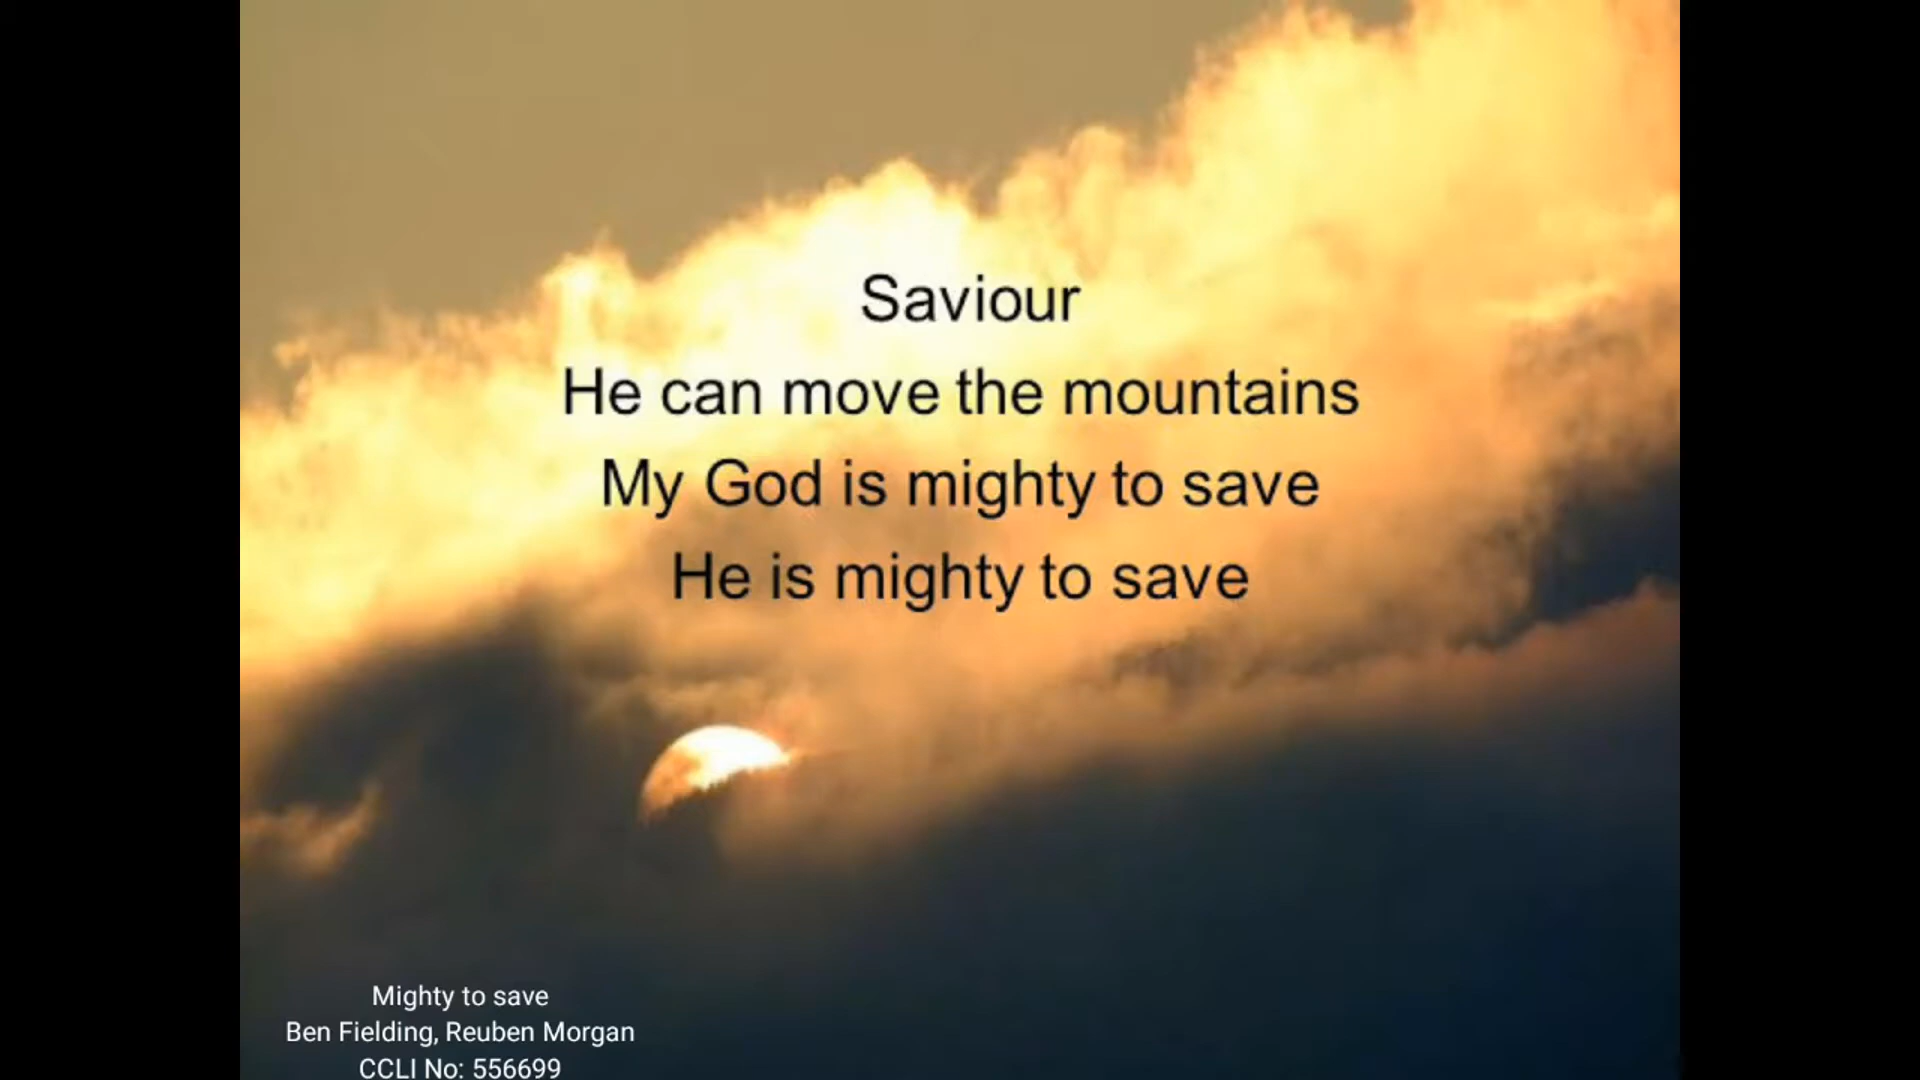 Saviour
He can move the mountains
My God is mighty to save
He is mighty to save
Mighty to save
Ben Fielding, Reuben Morgan
CCLI No: 556699